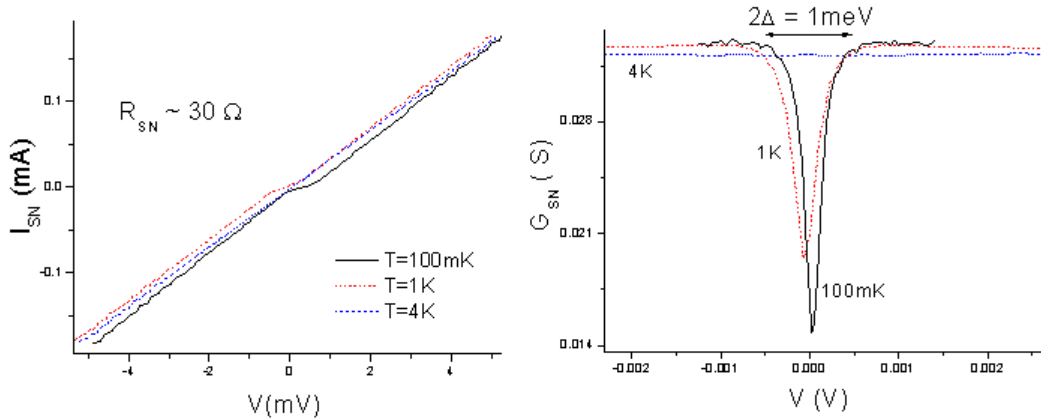 I_SN (mA)
0.1
0.0
-0.1
R_SN ~ 30 Ω
T=100mK
T=1K
T=4K
-4 -2 0 2 4
V(mV)
2Δ = 1meV
G_SN ( S)
0.028
0.021
0.014
4K
1K
100mK
-0.002 -0.001 0.000 0.001 0.002
V (V)